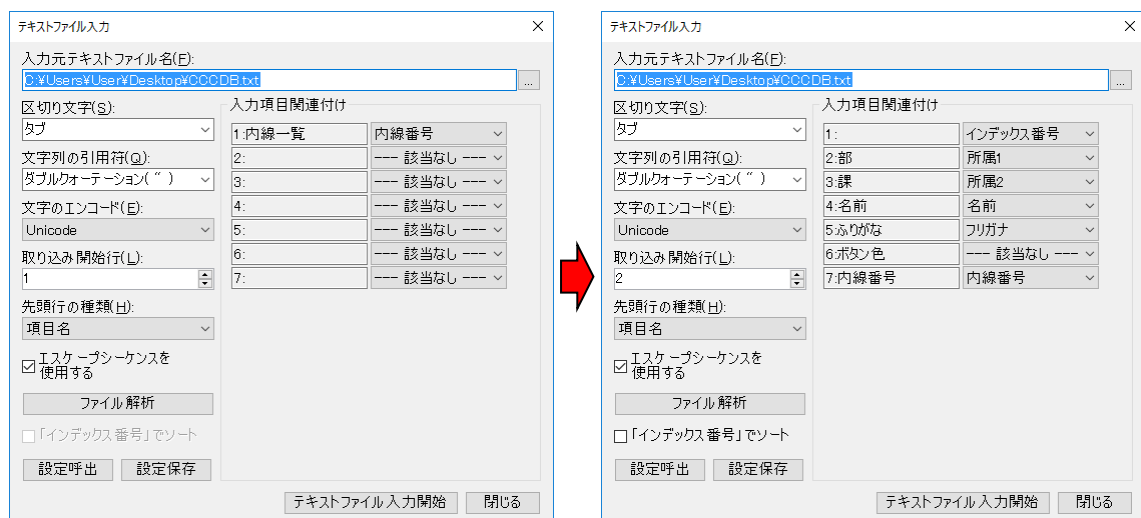 テキストファイル入力
入力元テキストファイル名(F):
C:¥Users¥User¥Desktop¥CCCDB.txt
...
区切り文字(S):
タブ
文字列の引用符(Q):
ダブルクォーテーション( “ )
文字のエンコード(E):
Unicode
取り込み開始行(L):
1
先頭行の種類(H):
項目名
エスケープシーケンスを
使用する
ファイル解析
「インデックス番号」でソート
設定呼出 設定保存
入力項目関連付け
1:内線一覧 内線番号
2: --- 該当なし ---
3: --- 該当なし ---
4: --- 該当なし ---
5: --- 該当なし ---
6: --- 該当なし ---
7: --- 該当なし ---
テキストファイル入力開始 閉じる
テキストファイル入力
入力元テキストファイル名(F):
C:¥Users¥User¥Desktop¥CCCDB.txt
...
区切り文字(S):
タブ
文字列の引用符(Q):
ダブルクォーテーション( “ )
文字のエンコード(E):
Unicode
取り込み開始行(L):
2
先頭行の種類(H):
項目名
エスケープシーケンスを
使用する
ファイル解析
「インデックス番号」でソート
設定呼出 設定保存
入力項目関連付け
1: インデックス番号
2:部 所属1
3:課 所属2
4:名前 名前
5:ふりがな フリガナ
6:ボタン色 --- 該当なし ---
7:内線番号 内線番号
テキストファイル入力開始 閉じる